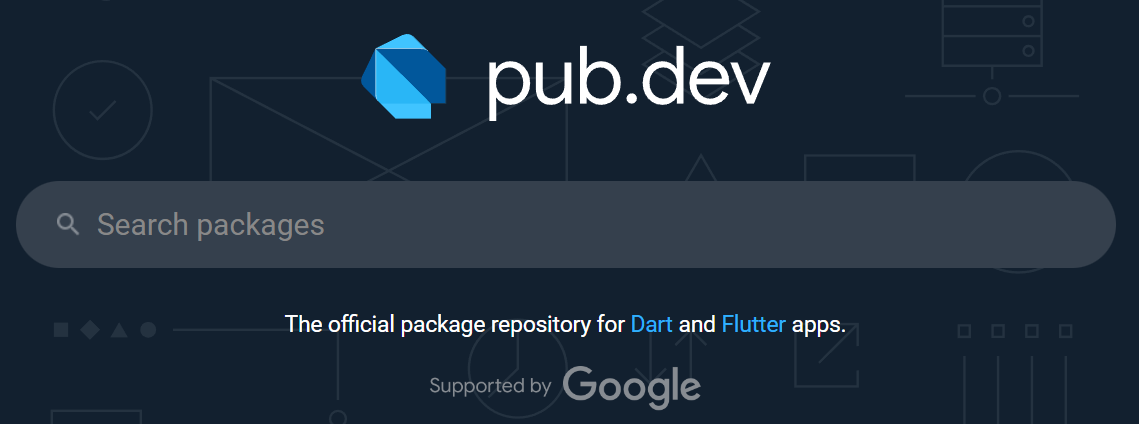 pub.dev
Search packages
The official package repository for Dart and Flutter apps.
Supported by Google